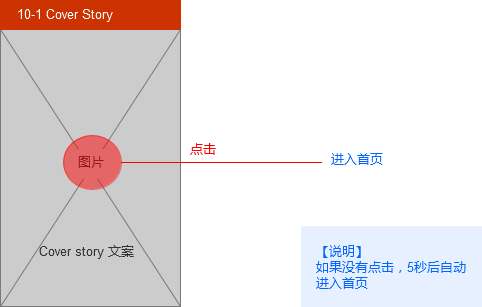 10-1 Cover Story
图片
点击
进入首页
Cover story 文案
【说明】
如果没有点击，5秒后自动
进入首页